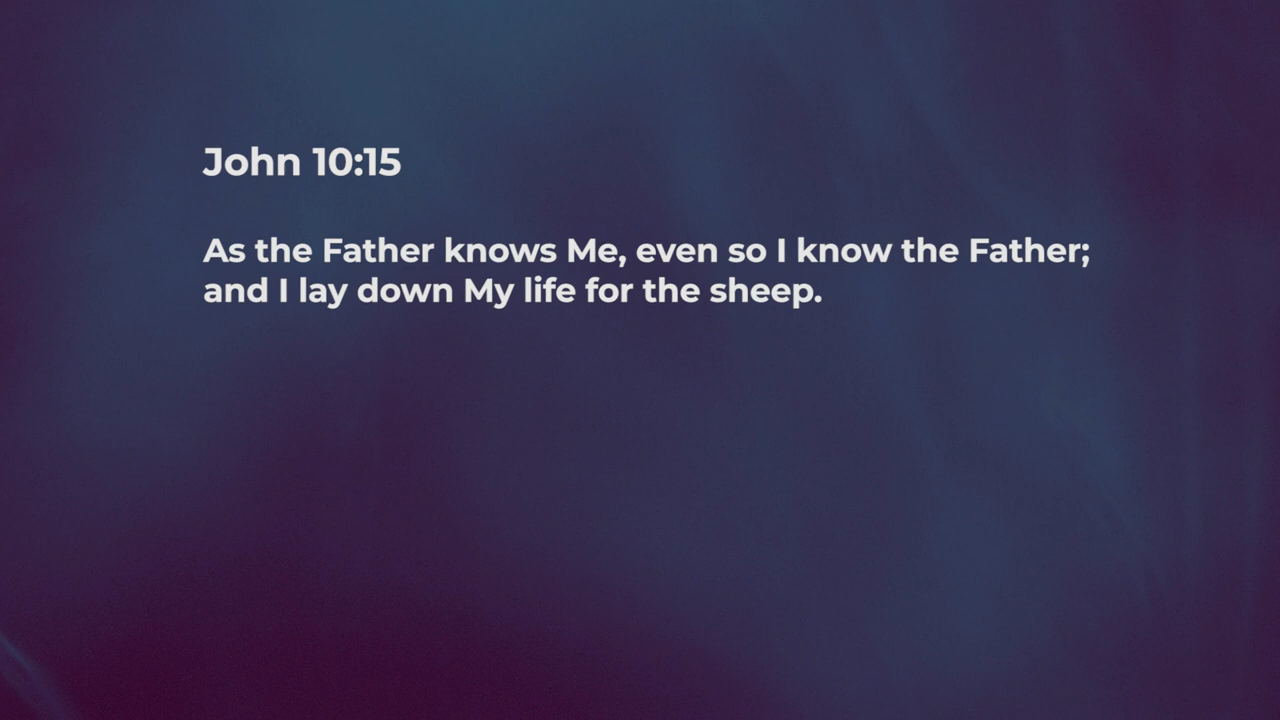 John 10:15
As the Father knows Me, even so I know the Father;
and I lay down My life for the sheep.